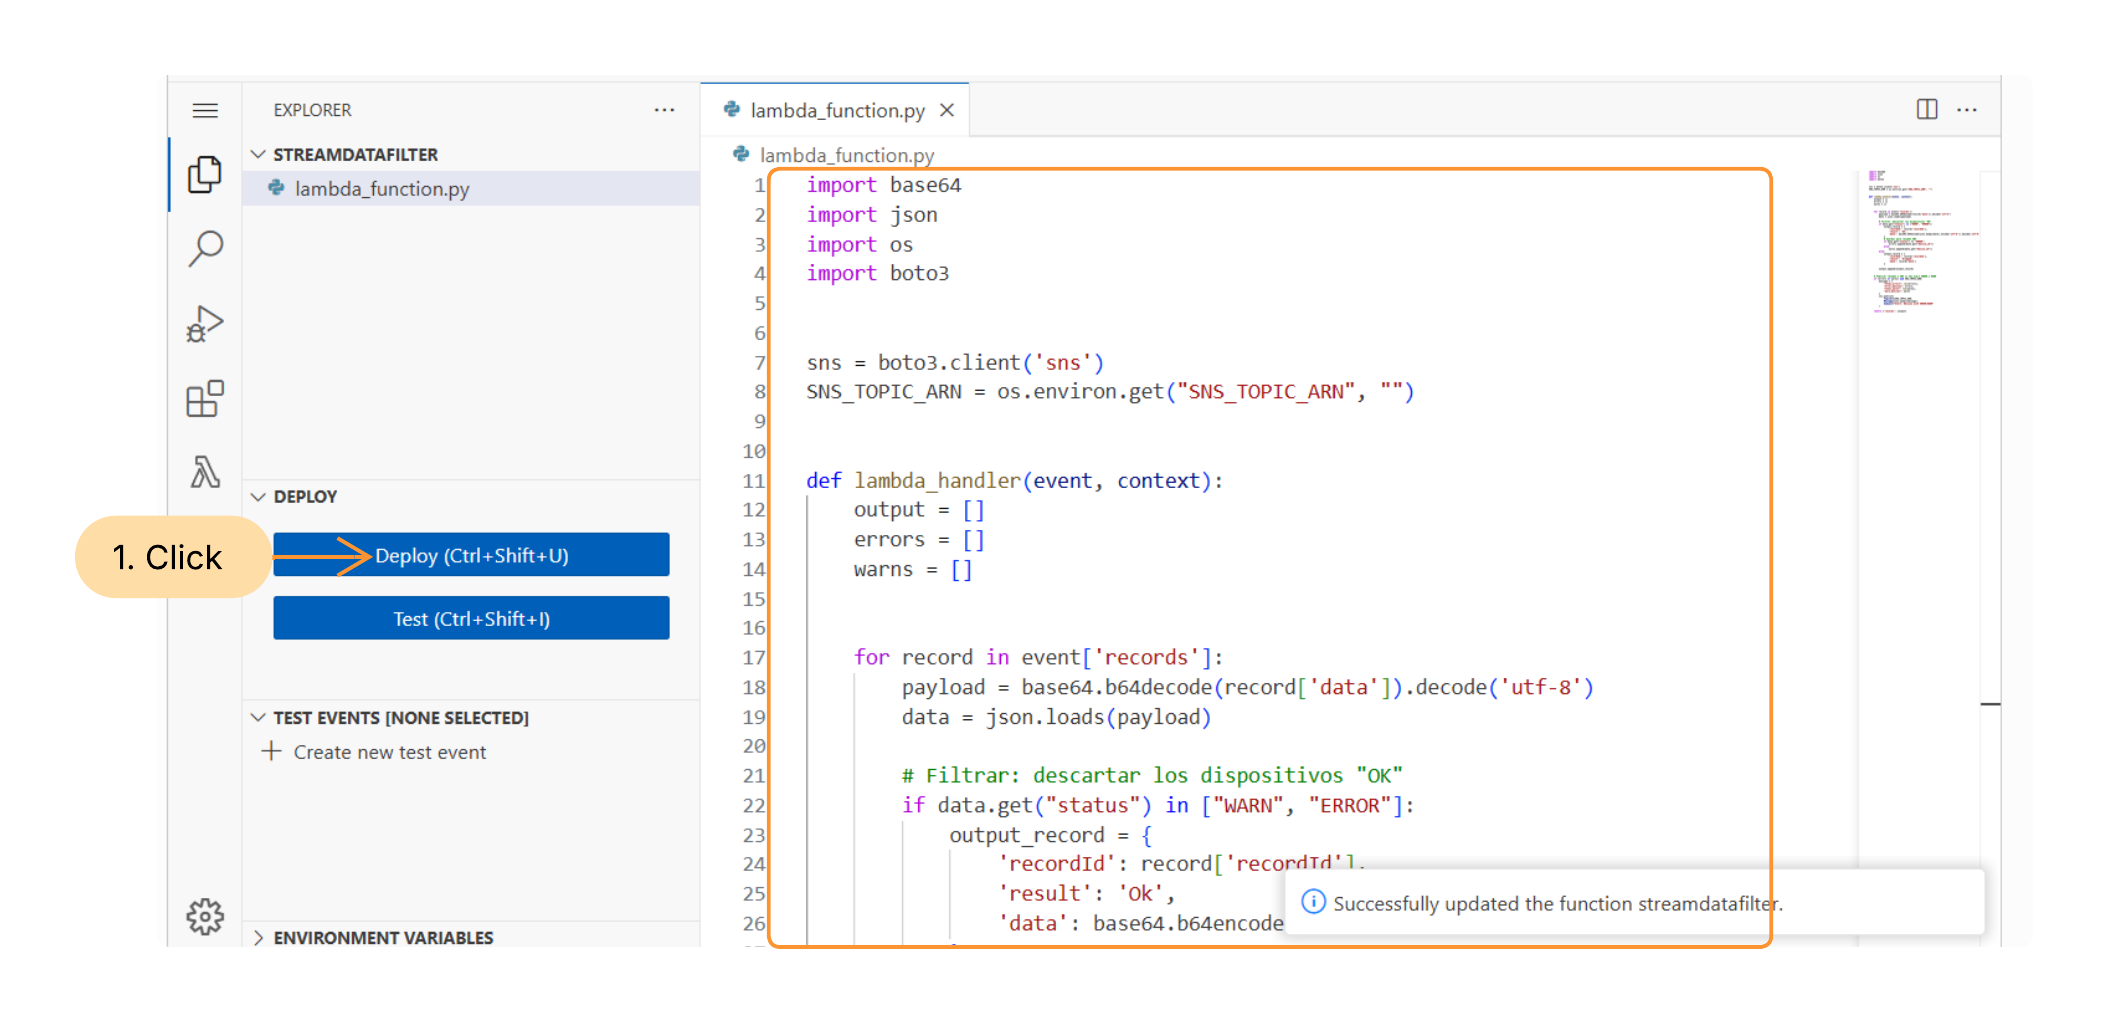 EXPLORER
STREAMDATAFILTER
lambda_function.py
DEPLOY
1. Click
Deploy (Ctrl+Shift+U)
Test (Ctrl+Shift+I)
TEST EVENTS [NONE SELECTED]
Create new test event
ENVIRONMENT VARIABLES
lambda_function.py
lambda_function.py
1 import base64
2 import json
3 import os
4 import boto3
5
6
7 sns = boto3.client('sns')
8 SNS_TOPIC_ARN = os.environ.get("SNS_TOPIC_ARN", "")
9
10
11 def lambda_handler(event, context):
12 output = []
13 errors = []
14 warns = []
15
16
17 for record in event['records']:
18 payload = base64.b64decode(record['data']).decode('utf-8')
19 data = json.loads(payload)
20
21 # Filtrar: descartar los dispositivos "OK"
22 if data.get("status") in ["WARN", "ERROR"]:
23 output_record = {
24 'recordId': record['recordId'],
25 'result': 'Ok',
26 'data': base64.b64encode
Successfully updated the function streamdatafilter.